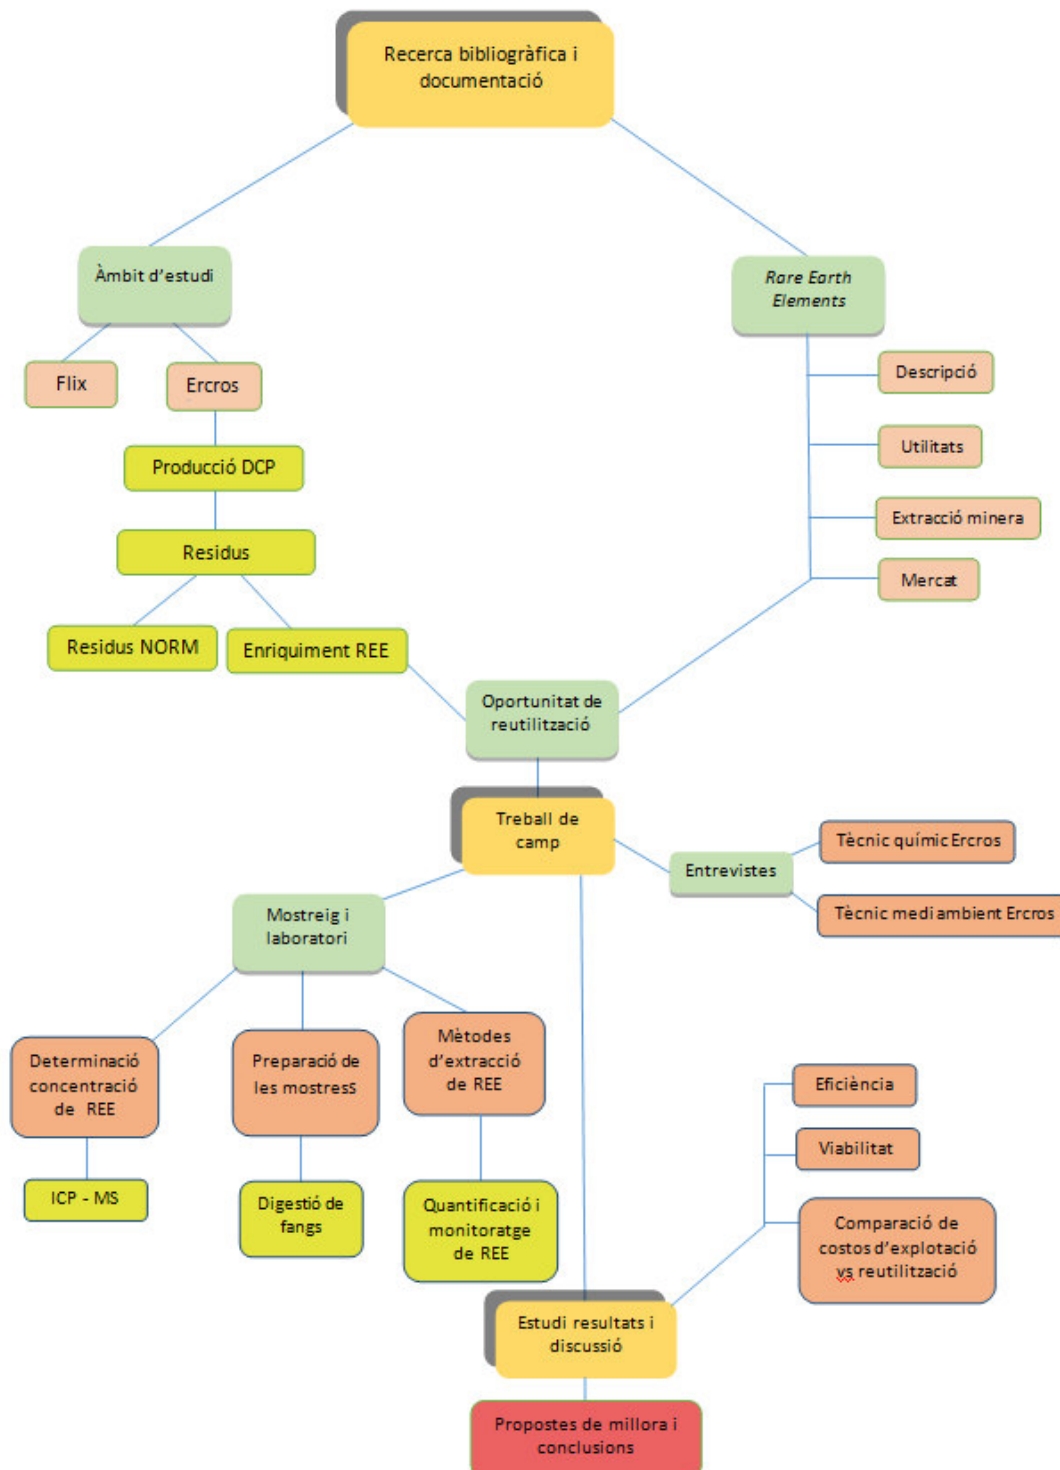 Recerca bibliogràfica i
documentació
Àmbit d'estudi
Rare Earth
Elements
Flix
Ercros
Descripció
Producció DCP
Utilitats
Residus
Extracció minera
Mercat
Residus NORM
Enriquiment REE
Oportunitat de
reutilització
Treball de
camp
Entrevistes
Tècnic químic Ercros
Tècnic medi ambient Ercros
Mostreig i
laboratori
Determinació
concentració
de REE
Preparació de
les mostress
Mètodes
d'extracció
de REE
ICP - MS
Digestió de
fangs
Quantificació i
monitoratge
de REE
Eficiència
Viabilitat
Comparació de
costos d'explotació
vs reutilització
Estudi resultats i
discussió
Propostes de millora i
conclusions